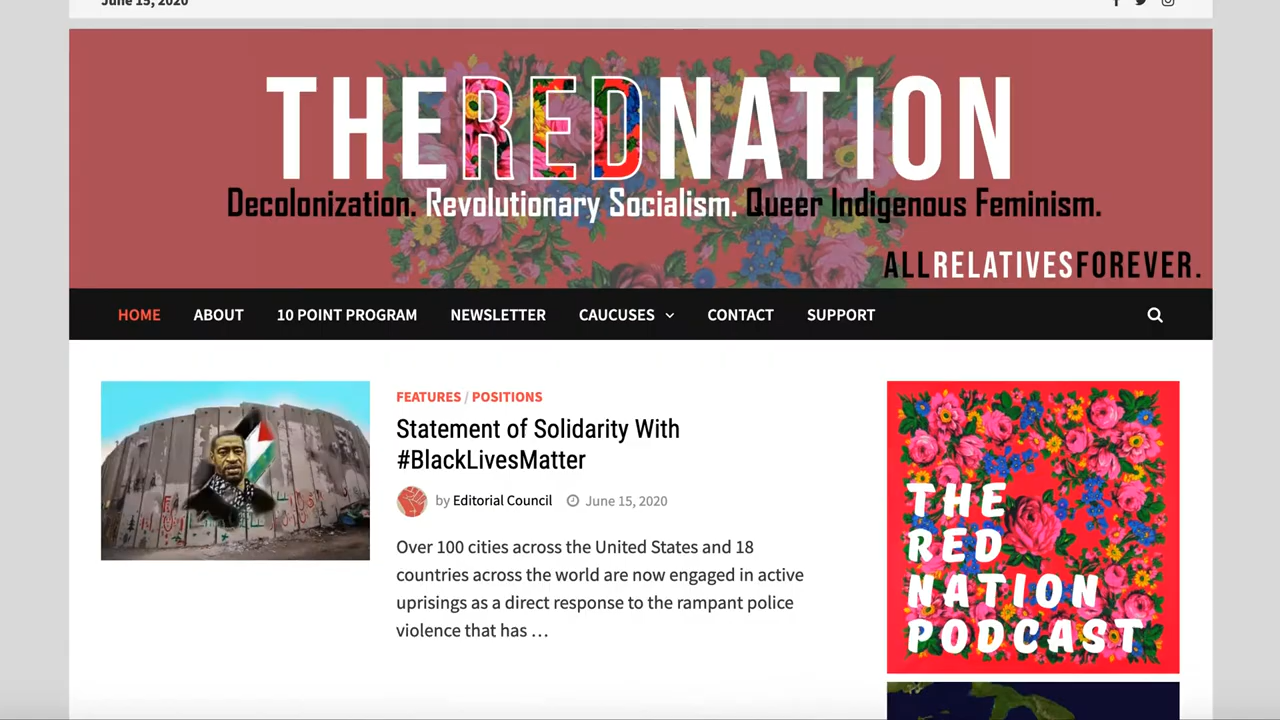 June 15, 2020
THE RED NATION
Decolonization. Revolutionary Socialism. Queer Indigenous Feminism.
ALLRELATIVESFOREVER.
HOME ABOUT 10 POINT PROGRAM NEWSLETTER CAUCUSES CONTACT SUPPORT
FEATURES / POSITIONS
Statement of Solidarity With
#BlackLivesMatter
by Editorial Council June 15, 2020
Over 100 cities across the United States and 18
countries across the world are now engaged in active
uprisings as a direct response to the rampant police
violence that has …
THE
RED
NATION
PODCAST